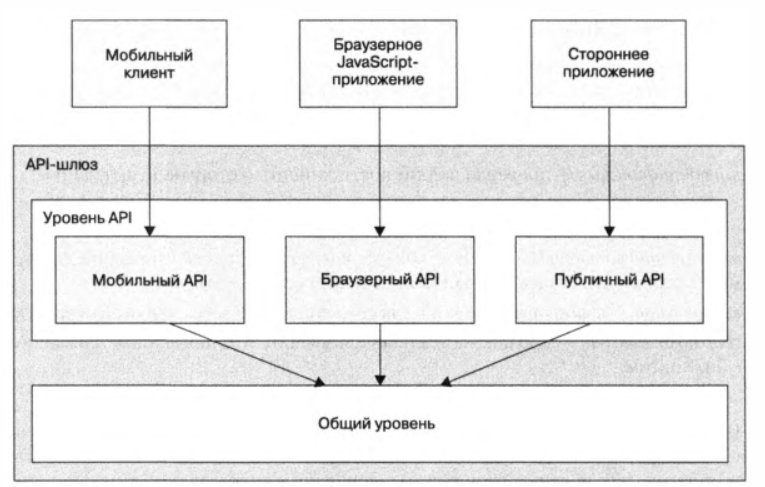 Мобильный
клиент
Браузерное
JavaScript-
приложение
Стороннее
приложение
API-шлюз
Уровень API
Мобильный API
Браузерный API
Публичный API
Общий уровень